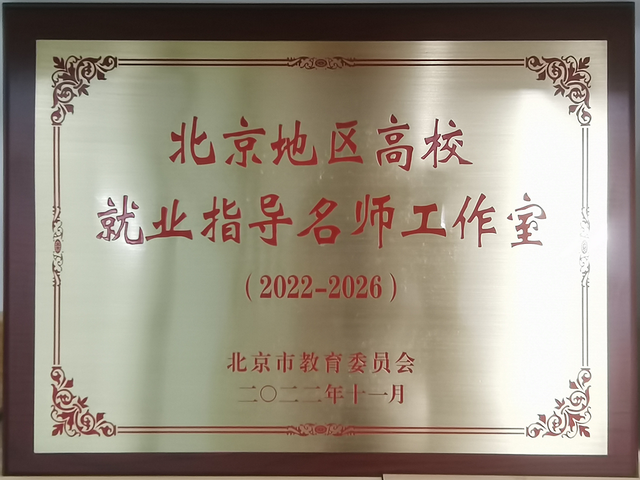 北京地区高校
就业指导名师工作室
（2022-2026）
北京市教育委员会
二〇二二年十一月